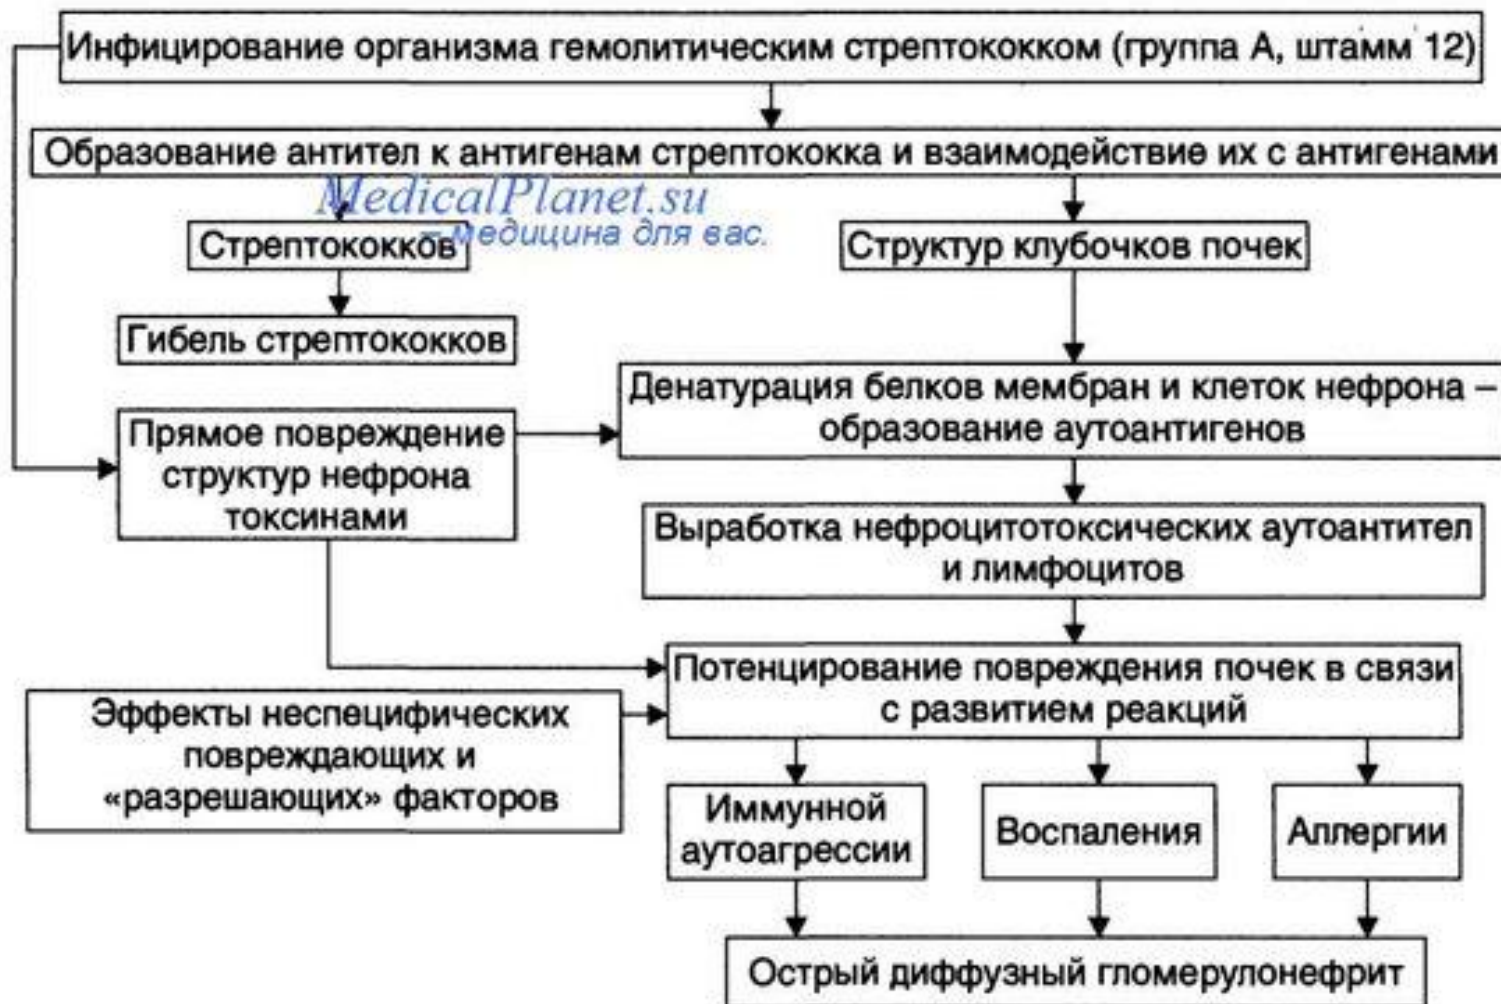 Инфицирование организма гемолитическим стрептококком (группа А, штамм 12)
Образование антител к антигенам стрептококка и взаимодействие их с антигенами
MedicalPlanet.su
– медицина для вас.
Стрептококков
Структур клубочков почек
Гибель стрептококков
Денатурация белков мембран и клеток нефрона –
образование аутоантигенов
Прямое повреждение
структур нефрона
токсинами
Выработка нефроцитотоксических аутоантител
и лимфоцитов
Потенцирование повреждения почек в связи
с развитием реакций
Эффекты неспецифических
повреждающих и
«разрешающих» факторов
Иммунной
аутоагрессии
Воспаления
Аллергии
Острый диффузный гломерулонефрит